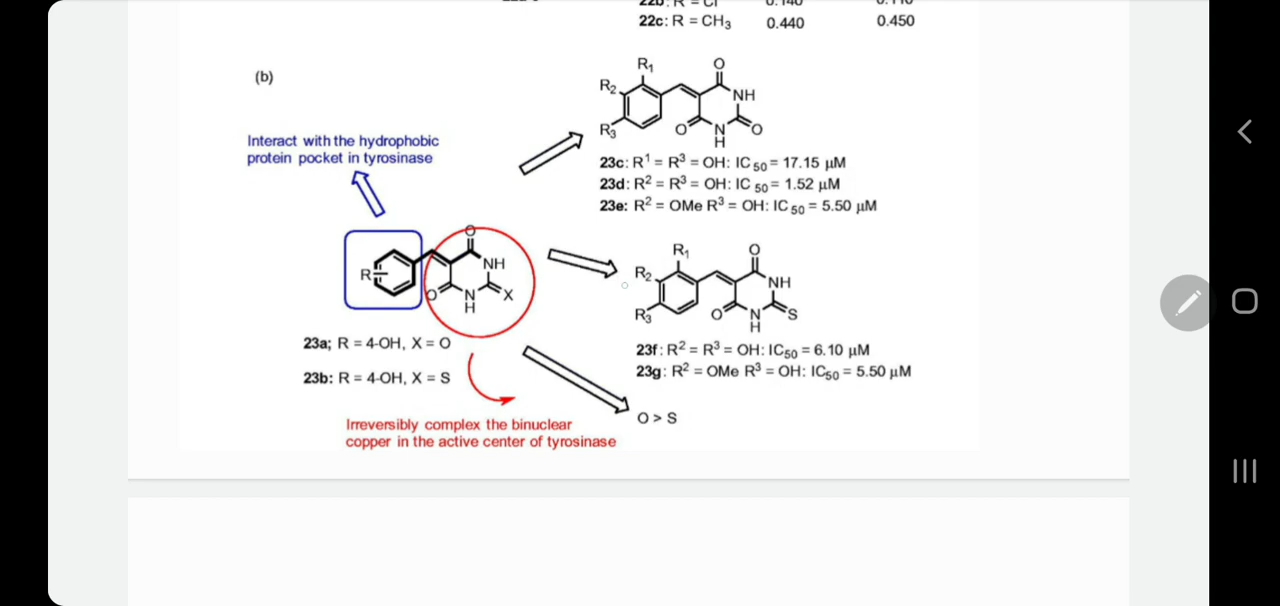 22c: R = CH3 0.440 0.450
(b)
R1
O
R2
NH
R3
O
N
H
O
Interact with the hydrophobic
protein pocket in tyrosinase
23c: R1 = R3 = OH: IC50 = 17.15 μM
23d: R2 = R3 = OH: IC 50 = 1.52 μM
23e: R2 = OMe R3 = OH: IC50 = 5.50 μM
O
R
NH
O
N
H
X
R1
O
R2
NH
R3
O
N
H
S
23a; R = 4-OH, X = O
23b: R = 4-OH, X = S
23f: R2 = R3 = OH: IC50 = 6.10 μM
23g: R2 = OMe R3 = OH: IC50 = 5.50 μM
O > S
Irreversibly complex the binuclear
copper in the active center of tyrosinase